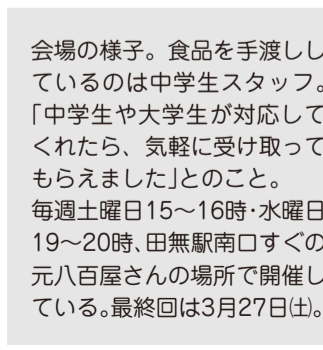 会場の様子。食品を手渡しし
ているのは中学生スタッフ。
「中学生や大学生が対応して
くれたら、気軽に受け取って
もらえました」とのこと。
毎週土曜日15〜16時・水曜日
19〜20時、田無駅南口すぐの
元八百屋さんの場所で開催し
ている。最終回は3月27日㈯。